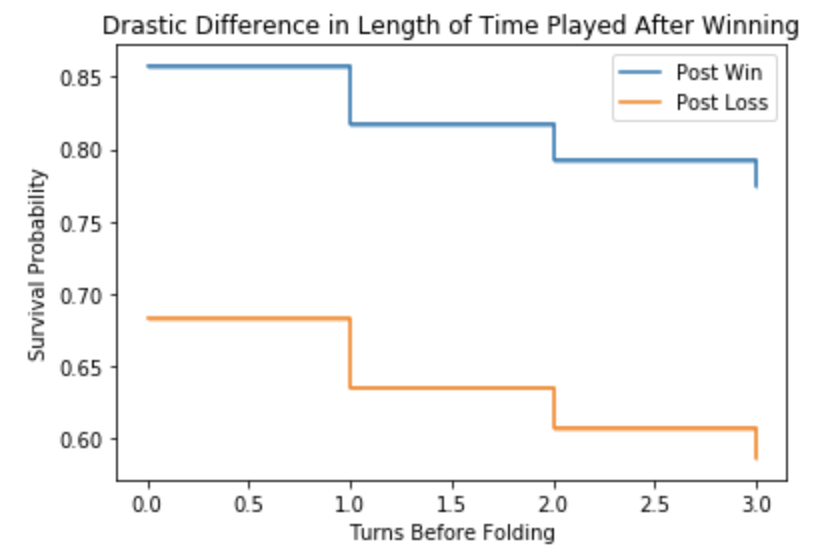 Drastic Difference in Length of Time Played After Winning
Post Win
Post Loss
Survival Probability
0.85
0.80
0.75
0.70
0.65
0.60
0.0 0.5 1.0 1.5 2.0 2.5 3.0
Turns Before Folding